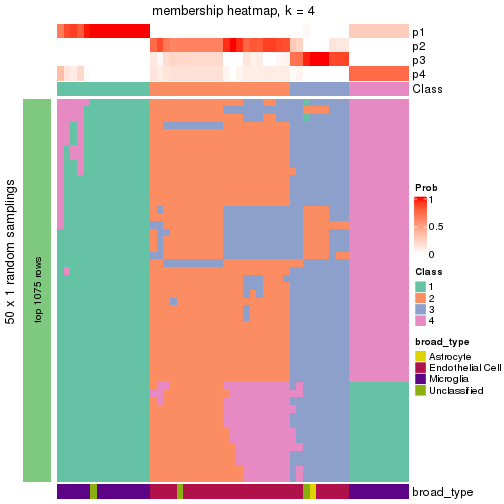 membership heatmap, k = 4
p1
p2
p3
p4
Class
50 x 1 random samplings
top 1075 rows
Prob
1
0.5
0
Class
1
2
3
4
broad_type
Astrocyte
Endothelial Cell
Microglia
Unclassified
broad_type